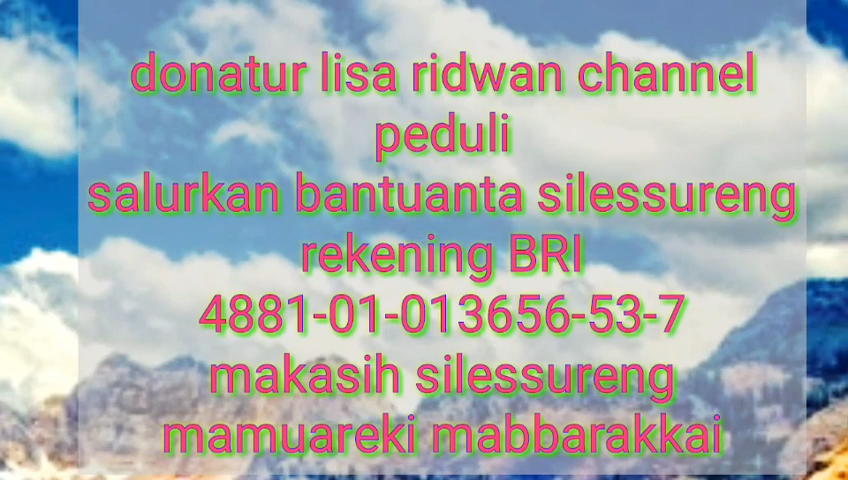 donatur lisa ridwan channel
peduli
salurkan bantuanta silessureng
rekening BRI
4881-01-013656-53-7
makasih silessureng
mamuareki mabbarakkai